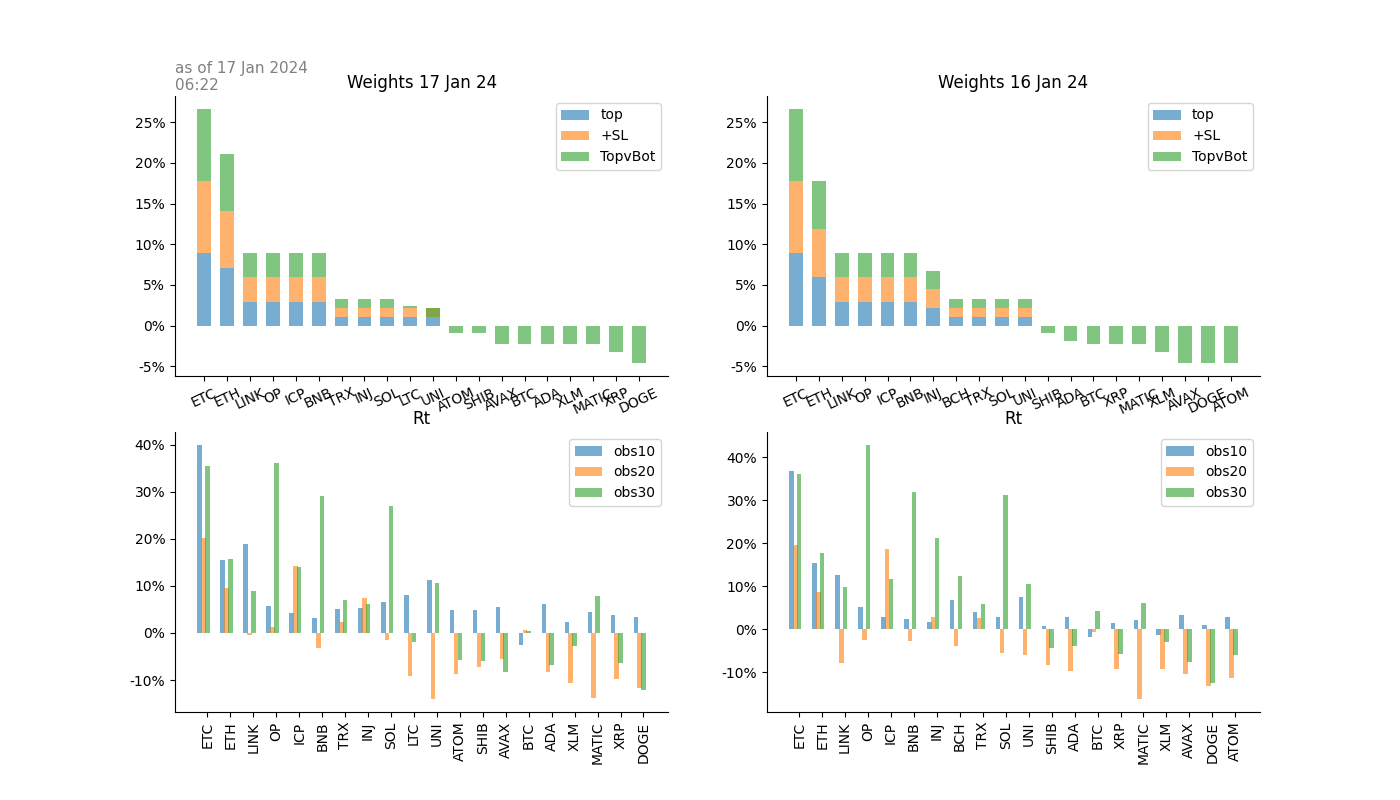 as of 17 Jan 2024
06:22
Weights 17 Jan 24
25%
20%
15%
10%
5%
0%
-5%
top
+SL
TopvBot
ETC ETH LINK OP ICP BNB TRX INJ SOL LTC UNI ATOM SHIB AVAX BTC ADA XLM MATIC XRP DOGE
Weights 16 Jan 24
25%
20%
15%
10%
5%
0%
-5%
top
+SL
TopvBot
ETC ETH LINK OP ICP BNB INJ BCH TRX SOL UNI SHIB ADA BTC XRP MATIC XLM AVAX DOGE ATOM
Rt
40%
30%
20%
10%
0%
-10%
obs10
obs20
obs30
ETC ETH LINK OP ICP BNB TRX INJ SOL LTC UNI ATOM SHIB AVAX BTC ADA XLM MATIC XRP DOGE
Rt
40%
30%
20%
10%
0%
-10%
obs10
obs20
obs30
ETC ETH LINK OP ICP BNB INJ BCH TRX SOL UNI SHIB ADA BTC XRP MATIC XLM AVAX DOGE ATOM